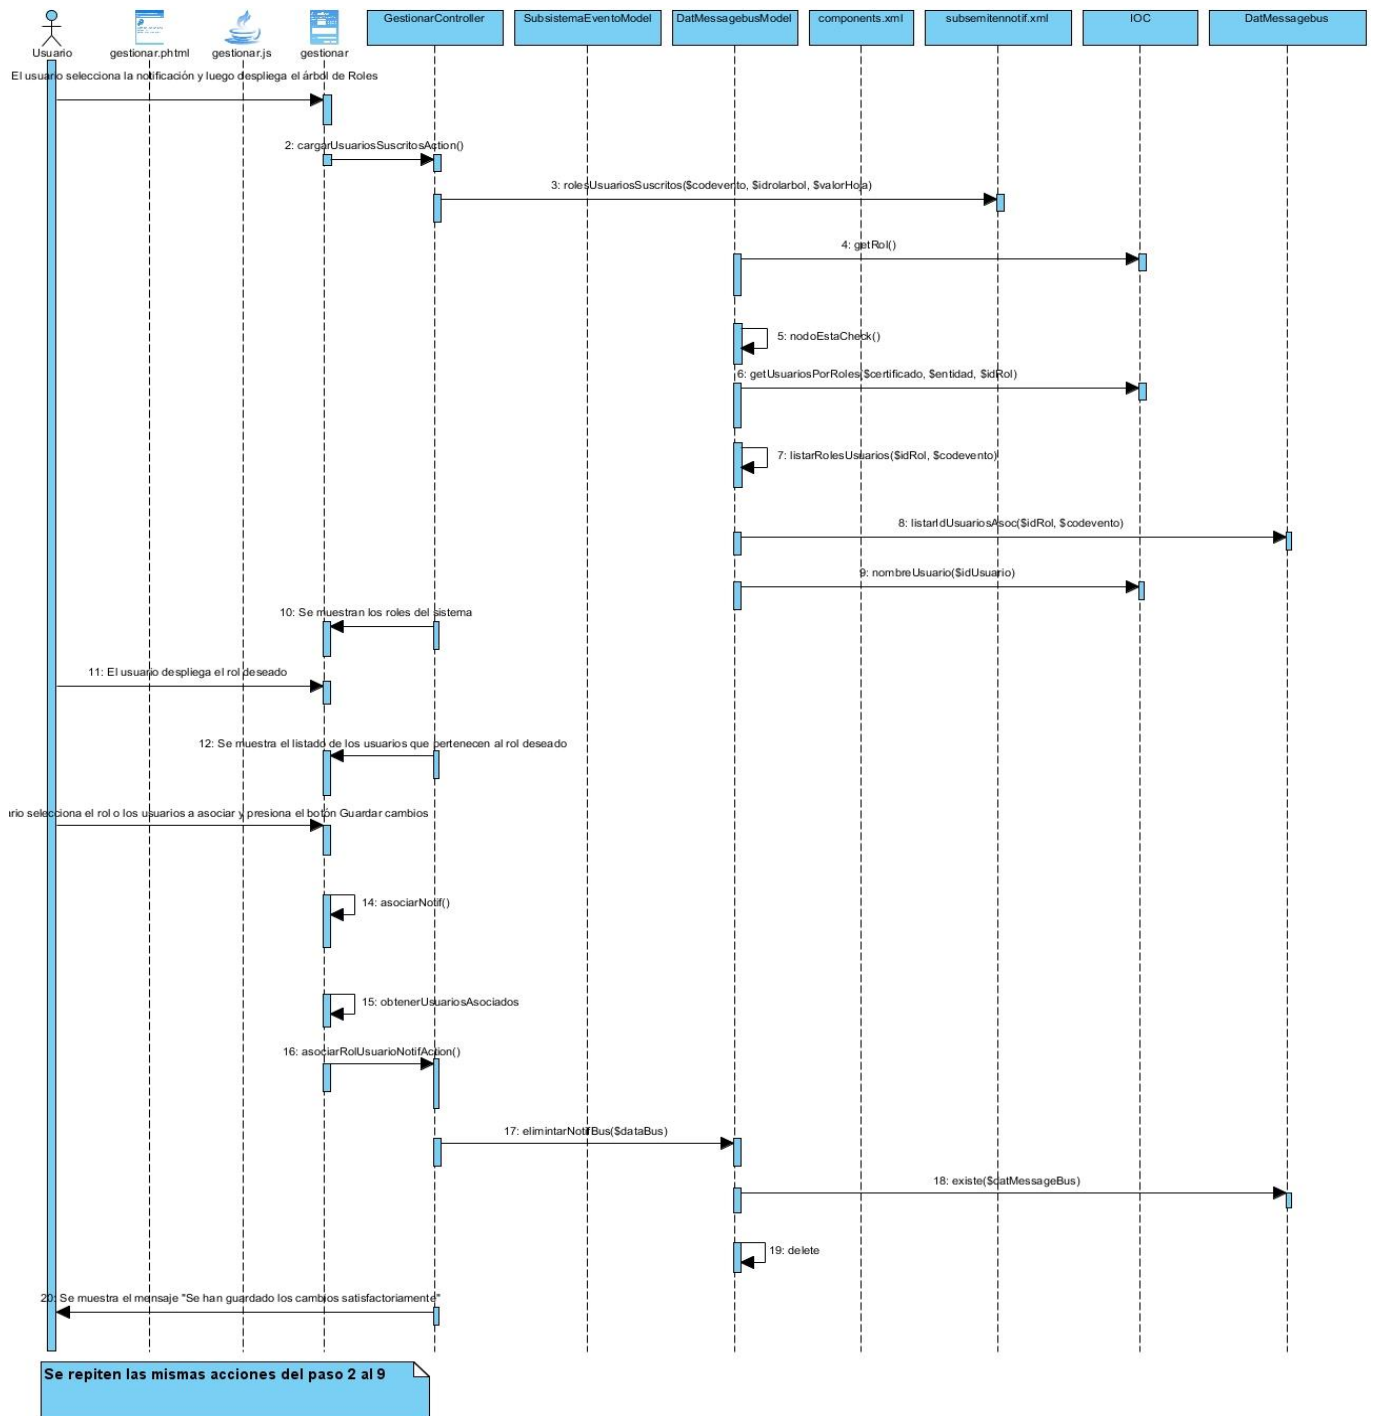 GestionarController
SubsistemaEventoModel
DatMessagebusModel
components.xml
subsemitennotif.xml
IOC
DatMessagebus
Usuario
gestionar.phtml
gestionar.js
gestionar
El usuario selecciona la notificación y luego despliega el árbol de Roles
2: cargarUsuariosSuscritosAction()
3: rolesUsuariosSuscritos($codevento, $idrolarbol, $valorHoja)
4: getRol()
5: nodoEstaCheck()
6: getUsuariosPorRoles($certificado, $entidad, $idRol)
7: listarRolesUsuarios($idRol, $codevento)
8: listarIdUsuariosAsoc($idRol, $codevento)
9: nombreUsuario($idUsuario)
10: Se muestran los roles del sistema
11: El usuario despliega el rol deseado
12: Se muestra el listado de los usuarios que pertenecen al rol deseado
rio selecciona el rol o los usuarios a asociar y presiona el botón Guardar cambios
14: asociarNotif()
15: obtenerUsuariosAsociados
16: asociarRolUsuarioNotifAction()
17: elimintarNotifBus($dataBus)
18: existe($datMessageBus)
19: delete
20: Se muestra el mensaje "Se han guardado los cambios satisfactoriamente"
Se repiten las mismas acciones del paso 2 al 9